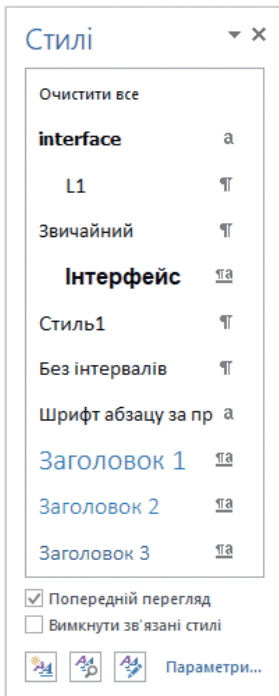 Стилі
Очистити все
interface a
L1 ¶
Звичайний ¶
Інтерфейс ¶a
Стиль1 ¶
Без інтервалів ¶
Шрифт абзацу за пр a
Заголовок 1 ¶a
Заголовок 2 ¶a
Заголовок 3 ¶a
Попередній перегляд
Вимкнути зв'язані стилі
Параметри...